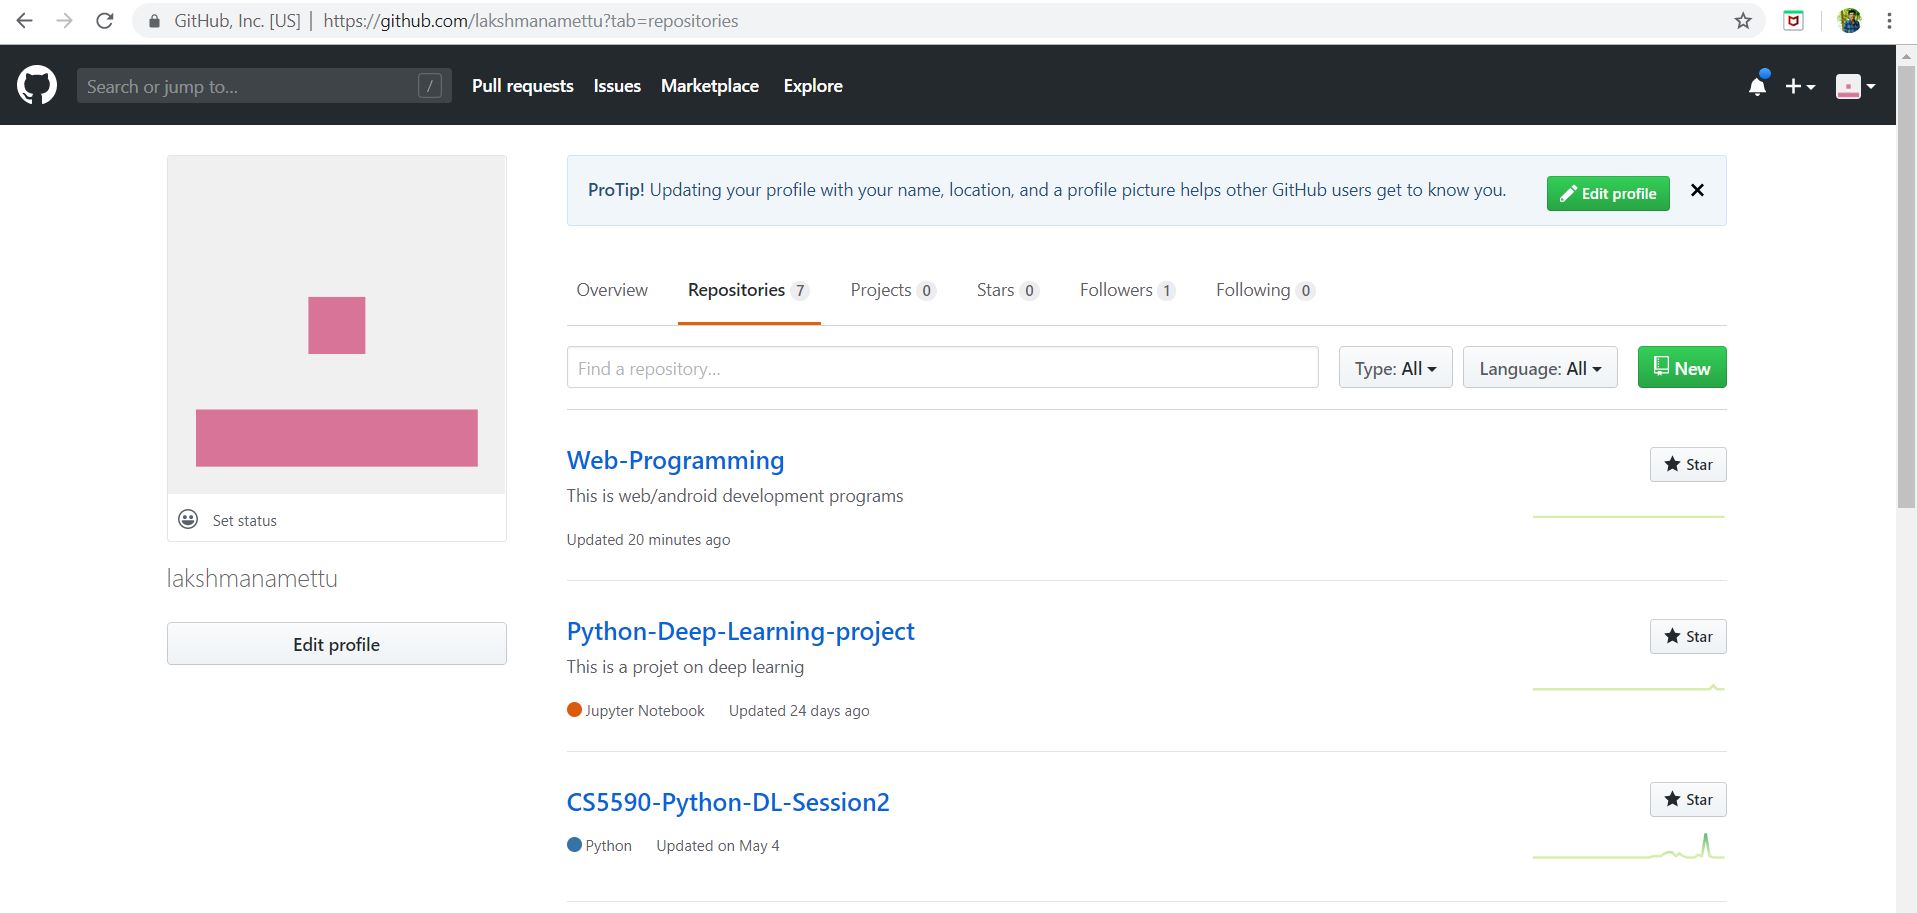 GitHub, Inc. [US] | https://github.com/lakshmanamettu?tab=repositories
Search or jump to... /
Pull requests Issues Marketplace Explore
ProTip! Updating your profile with your name, location, and a profile picture helps other GitHub users get to know you.
Edit profile
Overview Repositories 7 Projects 0 Stars 0 Followers 1 Following 0
Find a repository...
Type: All
Language: All
New
Set status
lakshmanamettu
Edit profile
Web-Programming
Star
This is web/android development programs
Updated 20 minutes ago
Python-Deep-Learning-project
Star
This is a projet on deep learnig
Jupyter Notebook Updated 24 days ago
CS5590-Python-DL-Session2
Star
Python Updated on May 4